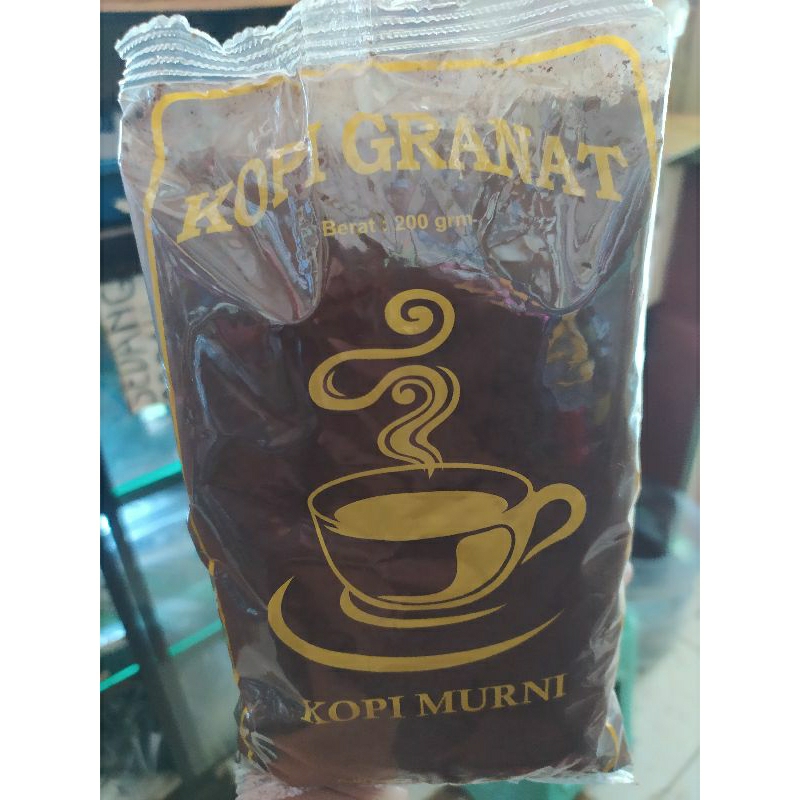 KOPI GRANAT
Berat : 200 grm
KOPI MURNI